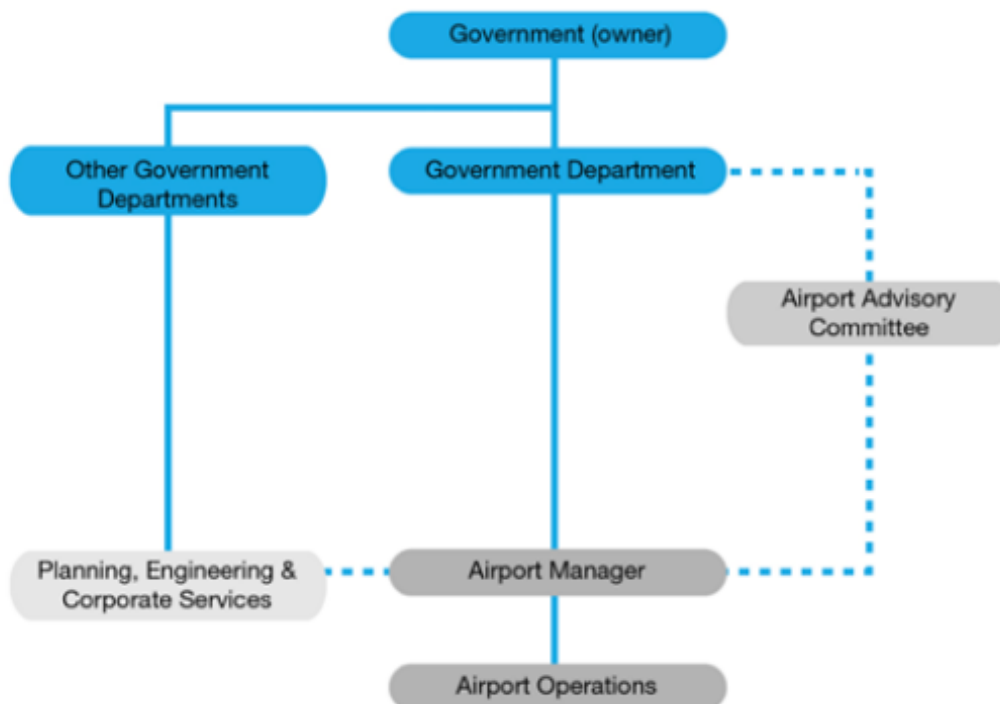 Government (owner)
Other Government
Departments
Government Department
Airport Advisory
Committee
Planning, Engineering &
Corporate Services
Airport Manager
Airport Operations